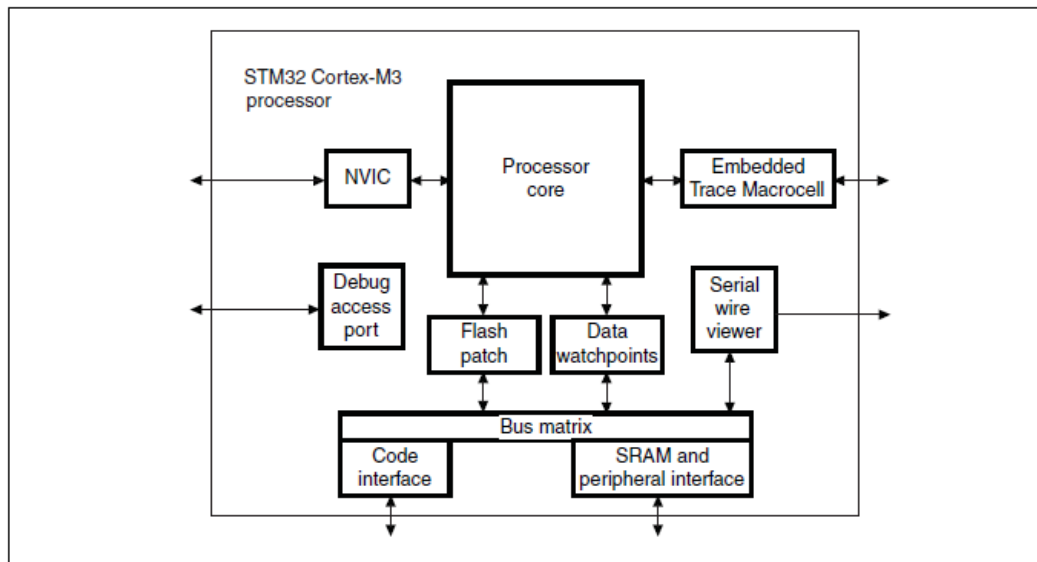 STM32 Cortex-M3
processor
NVIC
Processor
core
Embedded
Trace Macrocell
Debug
access
port
Flash
patch
Data
watchpoints
Serial
wire
viewer
Bus matrix
Code
interface
SRAM and
peripheral interface